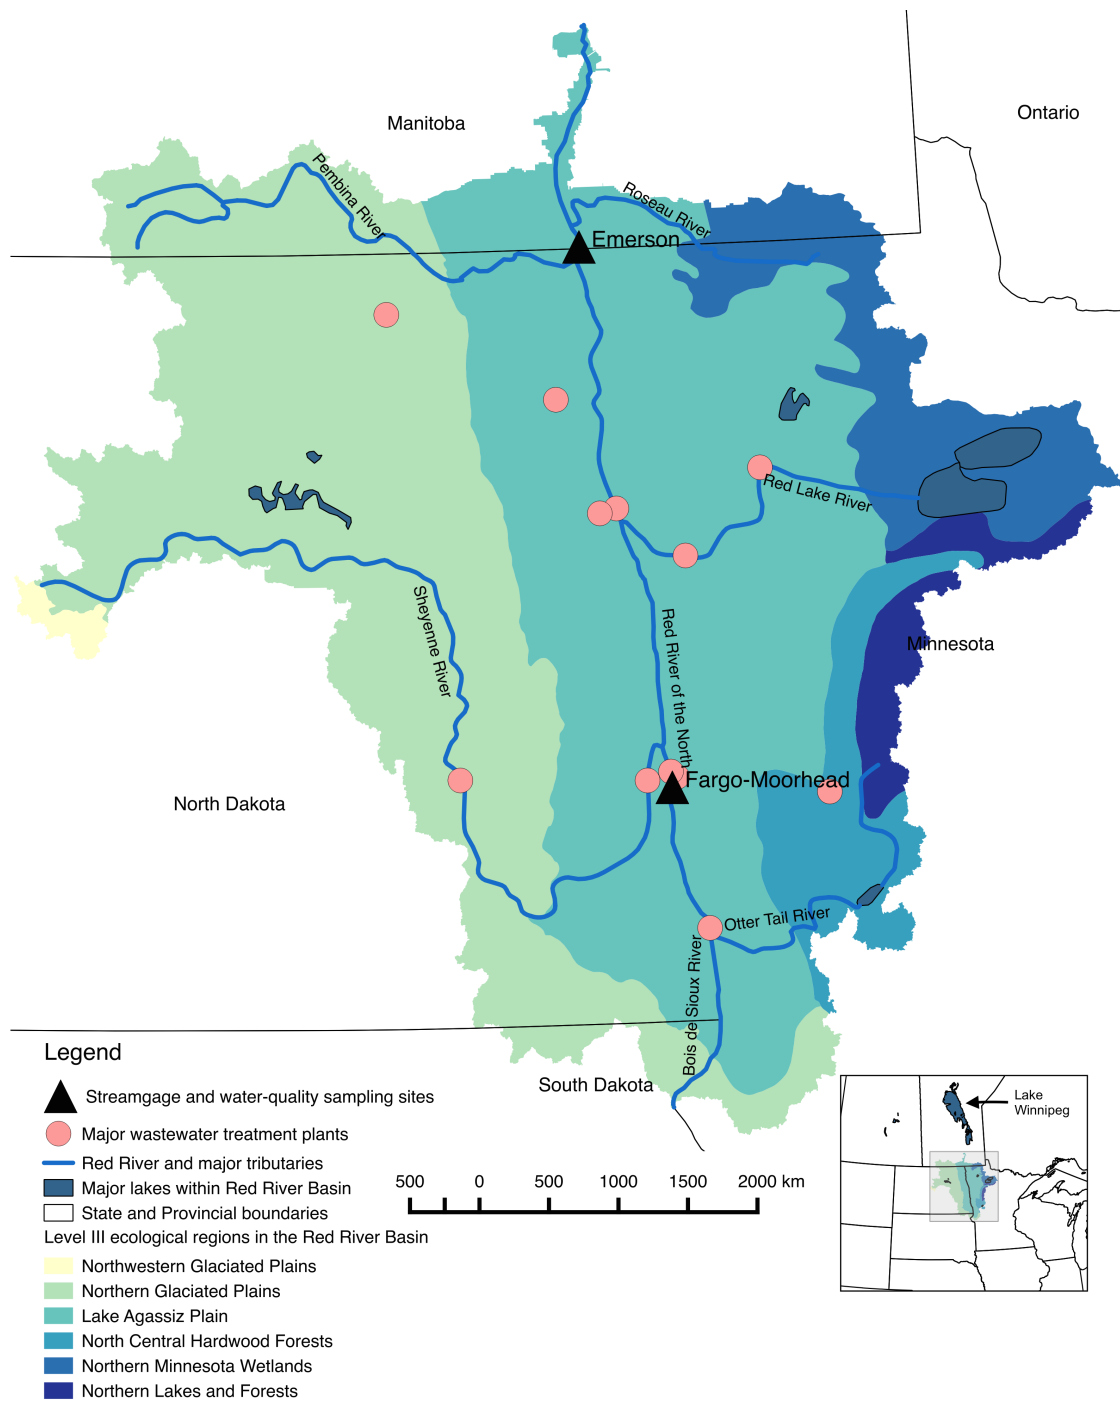 Manitoba
Ontario
Pembina River
Roseau River
Emerson
Red Lake River
Sheyenne River
Red River of the North
Minnesota
Fargo-Moorhead
North Dakota
Otter Tail River
Bois de Sioux River
South Dakota
Legend
Streamgage and water-quality sampling sites
Major wastewater treatment plants
Red River and major tributaries
Major lakes within Red River Basin
State and Provincial boundaries
Level III ecological regions in the Red River Basin
Northwestern Glaciated Plains
Northern Glaciated Plains
Lake Agassiz Plain
North Central Hardwood Forests
Northern Minnesota Wetlands
Northern Lakes and Forests
500 0 500 1000 1500 2000 km
Lake
Winnipeg